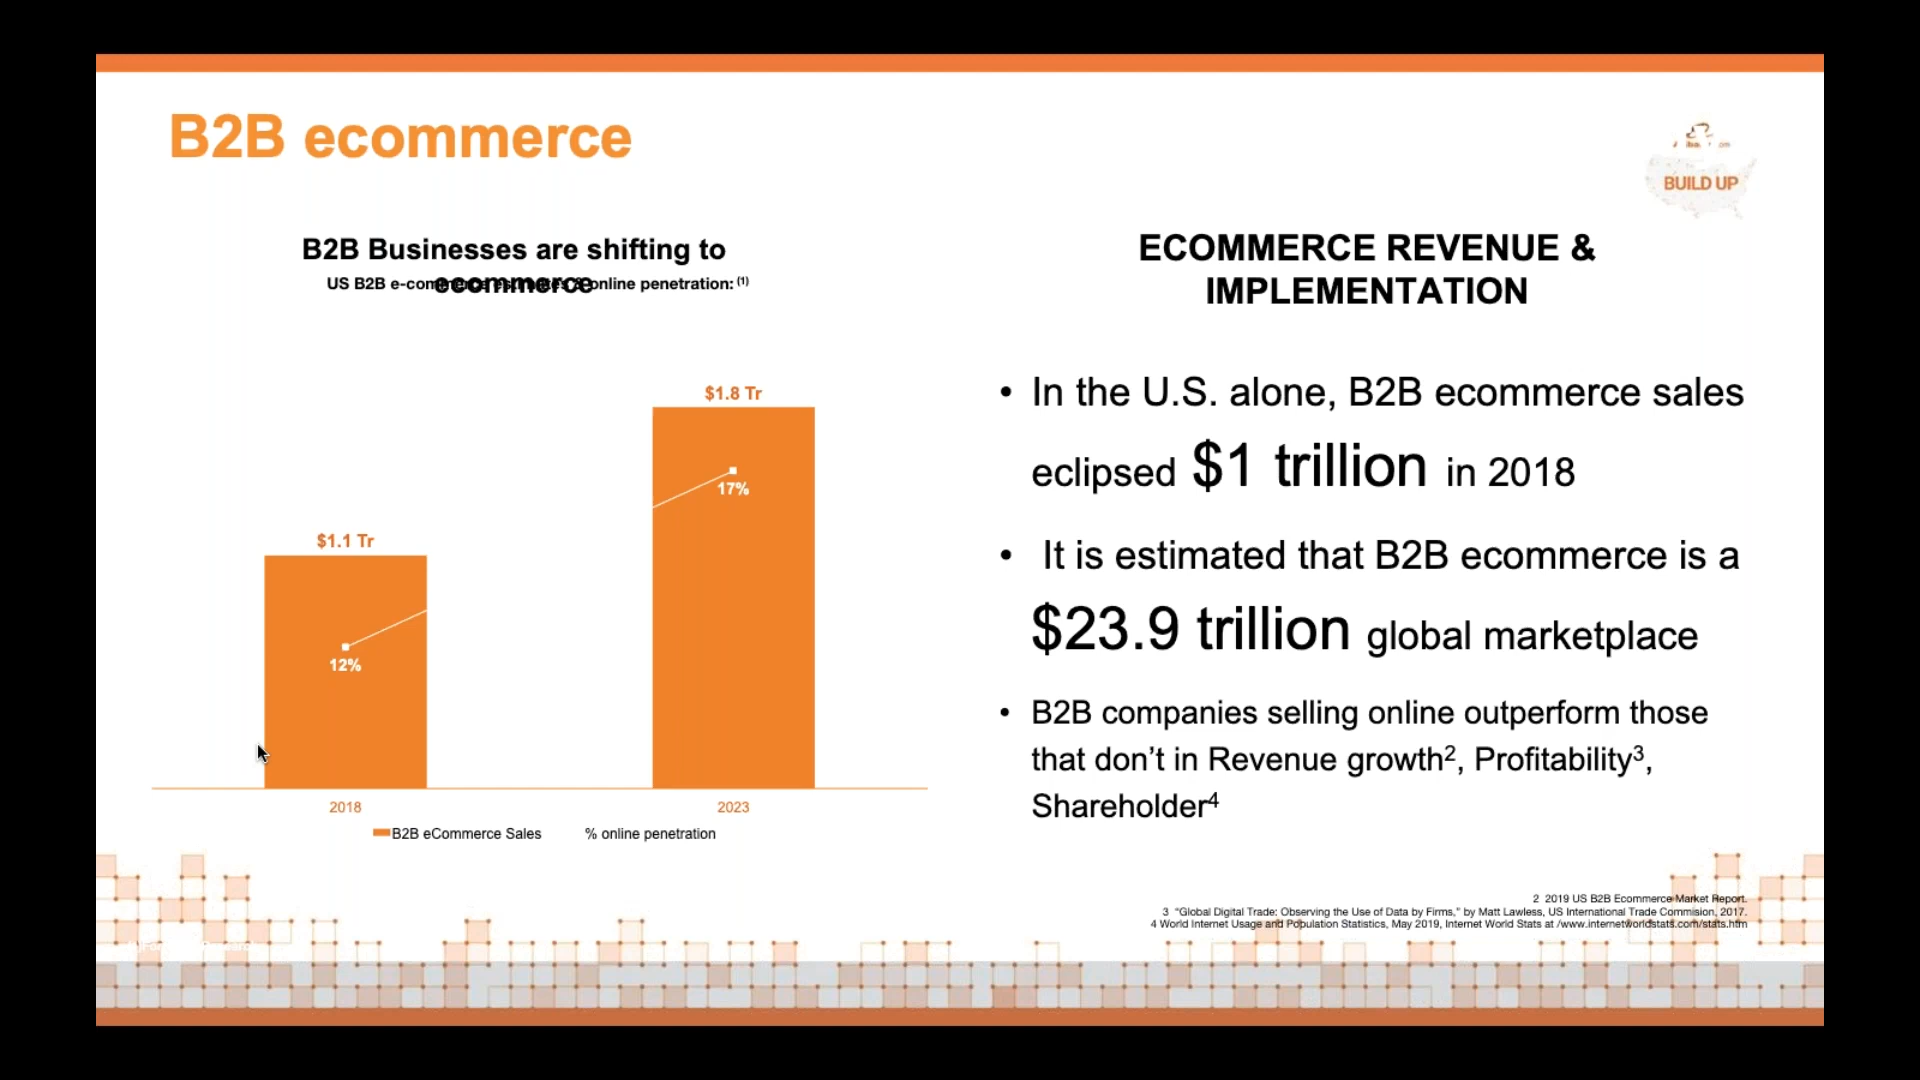 B2B ecommerce
BUILD UP
B2B Businesses are shifting to
ecommerce
US B2B e-commerce estimates & online penetration: (1)
$1.8 Tr
17%
$1.1 Tr
12%
2018
2023
B2B eCommerce Sales
% online penetration
ECOMMERCE REVENUE &
IMPLEMENTATION
• In the U.S. alone, B2B ecommerce sales
eclipsed $1 trillion in 2018
• It is estimated that B2B ecommerce is a
$23.9 trillion global marketplace
• B2B companies selling online outperform those
that don’t in Revenue growth2, Profitability3,
Shareholder4
2 2019 US B2B Ecommerce Market Report.
3 “Global Digital Trade: Observing the Use of Data by Firms,” by Matt Lawless, US International Trade Commision, 2017.
4 World Internet Usage and Population Statistics, May 2019, Internet World Stats at /www.internetworldstats.com/stats.htm